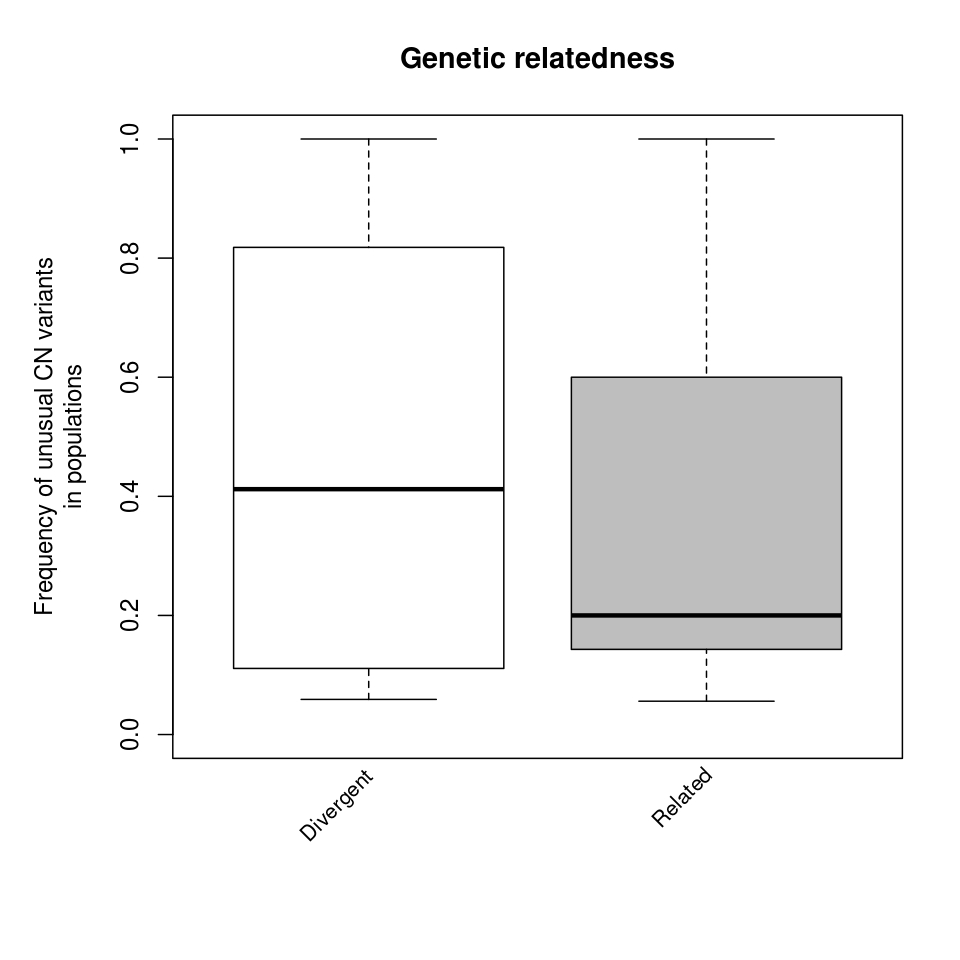 Genetic relatedness
Frequency of unusual CN variants
in populations
1.0
0.8
0.6
0.4
0.2
0.0
Divergent
Related